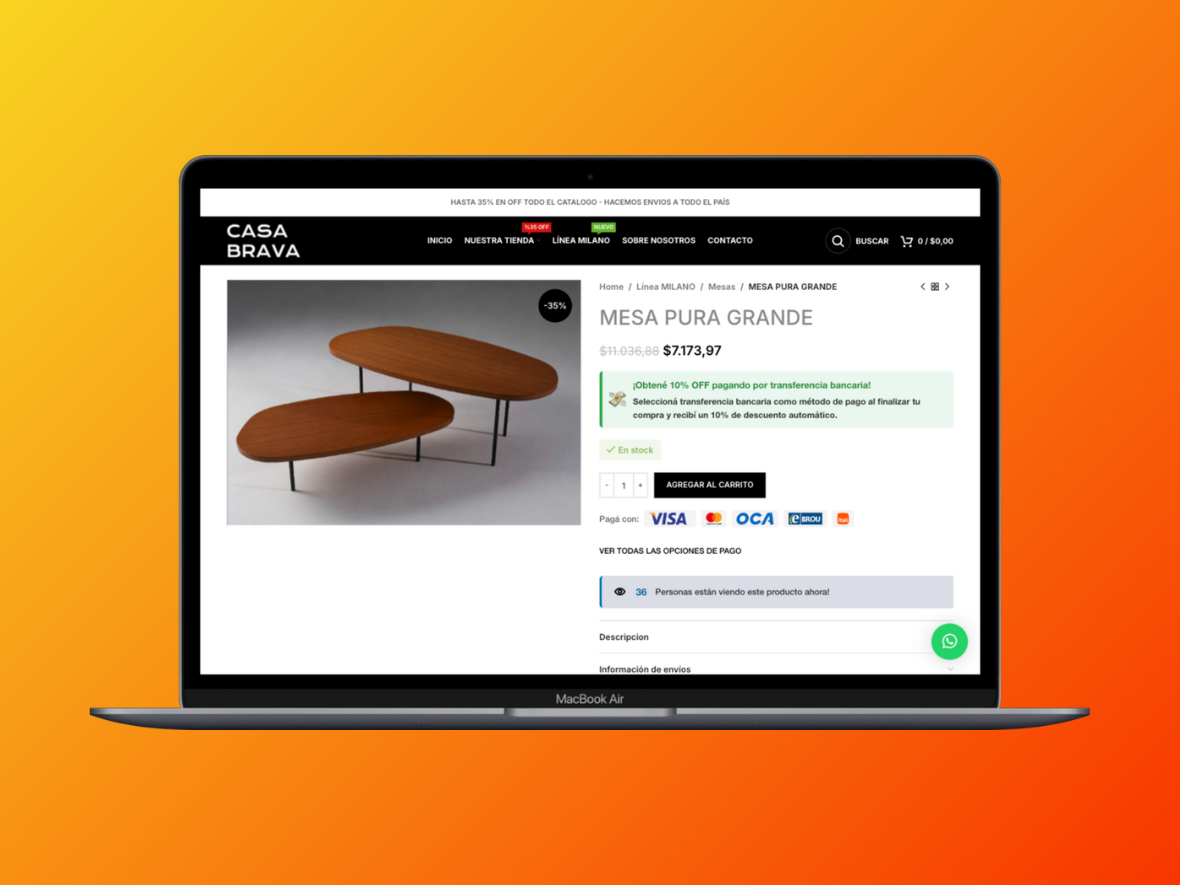 HASTA 35% EN OFF TODO EL CATALOGO - HACEMOS ENVIOS A TODO EL PAÍS
CASA
BRAVA
%35 OFF
NUEVO
INICIO NUESTRA TIENDA LÍNEA MILANO SOBRE NOSOTROS CONTACTO
BUSCAR 0 / $0,00
-35%
Home / Línea MILANO / Mesas / MESA PURA GRANDE
MESA PURA GRANDE
$11.036,88 $7.173,97
¡Obtené 10% OFF pagando por transferencia bancaria!
Seleccioná transferencia bancaria como método de pago al finalizar tu
compra y recibí un 10% de descuento automático.
En stock
- 1 +
AGREGAR AL CARRITO
Pagá con: VISA OCA eBROU
VER TODAS LAS OPCIONES DE PAGO
36 Personas están viendo este producto ahora!
Descripcion
Información de envíos
MacBook Air